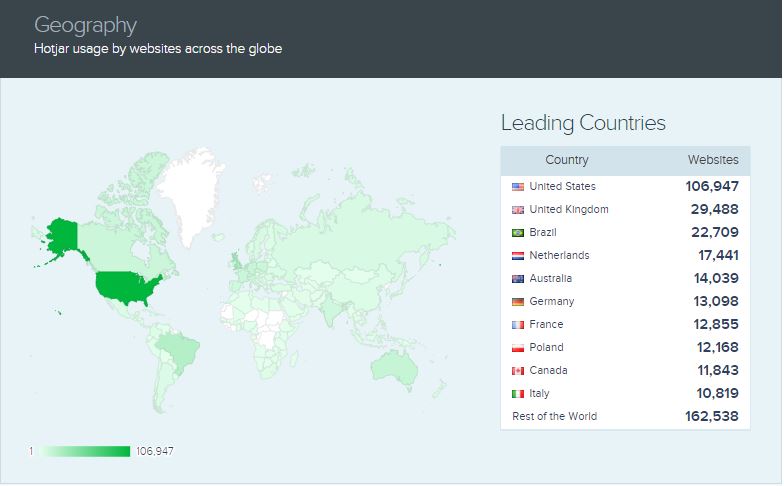 Geography
Hotjar usage by websites across the globe
Leading Countries
Country Websites
United States 106,947
United Kingdom 29,488
Brazil 22,709
Netherlands 17,441
Australia 14,039
Germany 13,098
France 12,855
Poland 12,168
Canada 11,843
Italy 10,819
Rest of the World 162,538
1 106,947